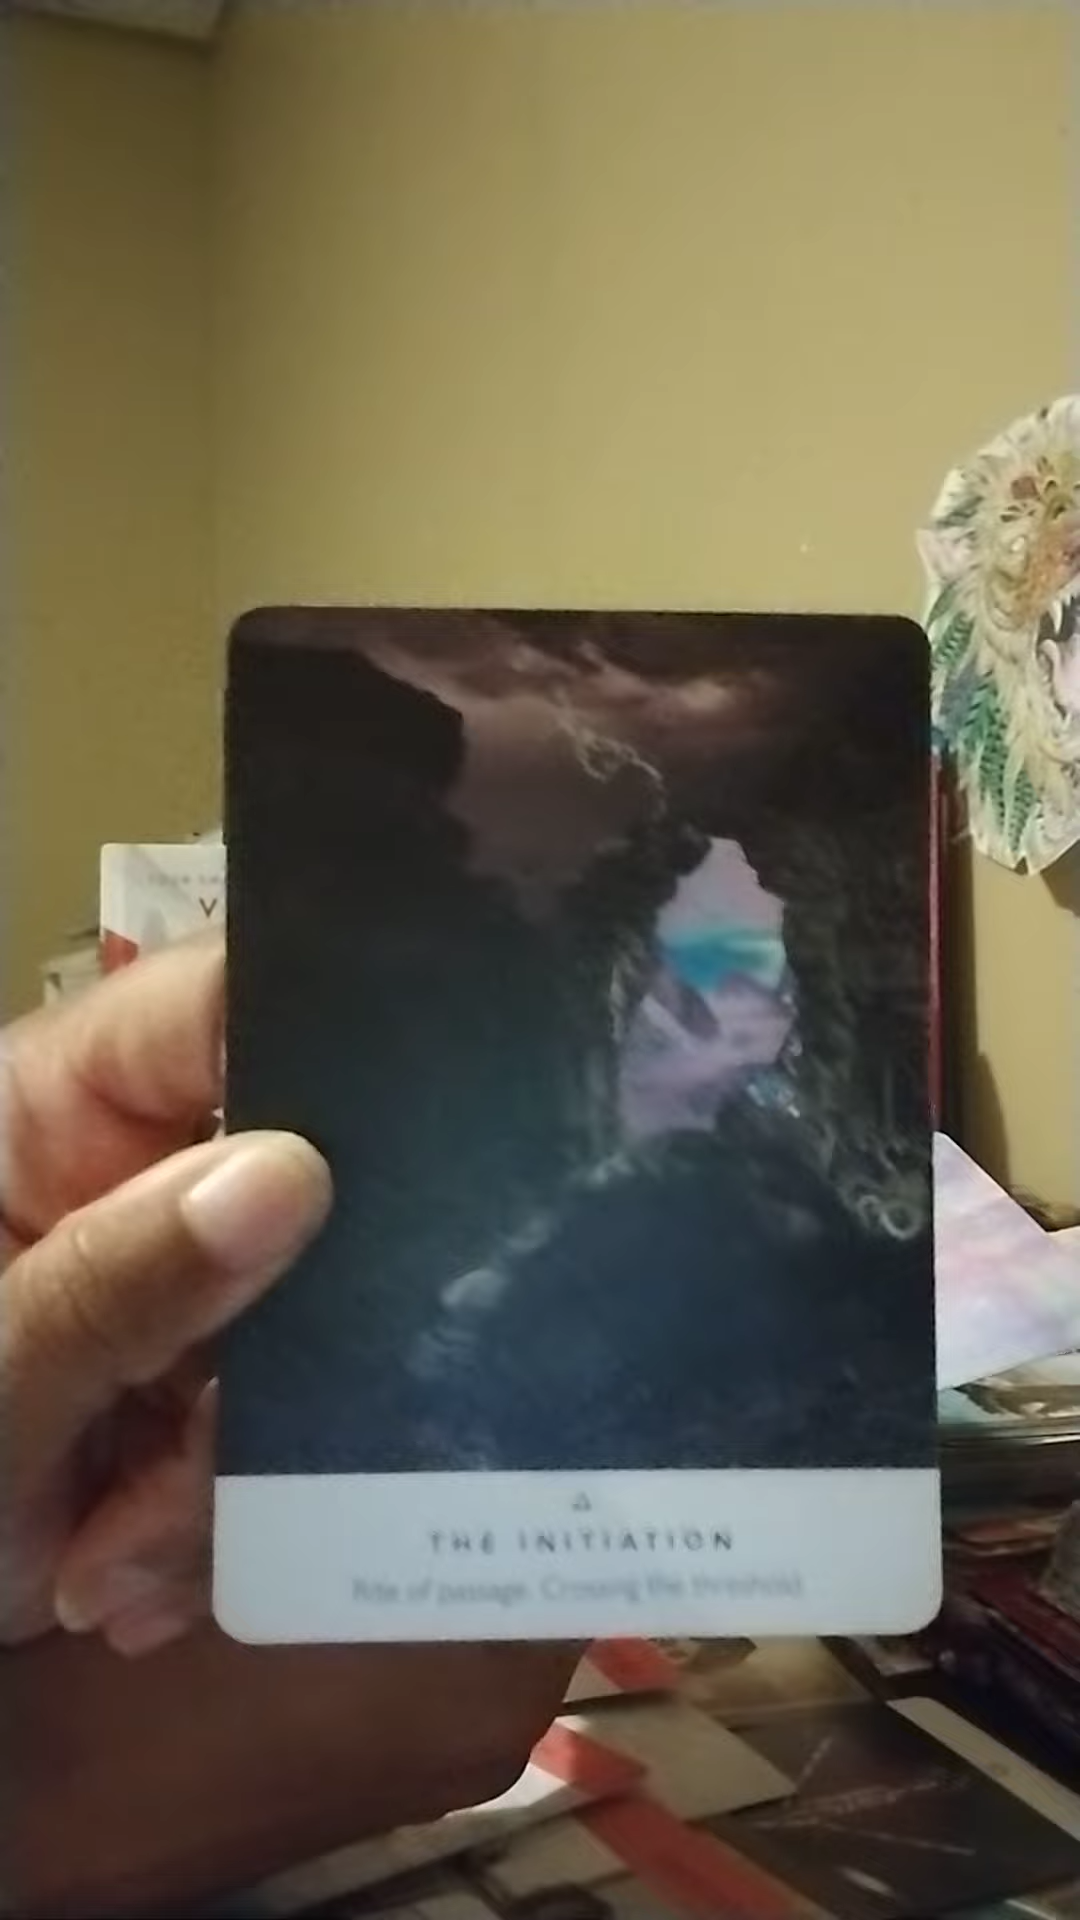 V
THE INITIATION
Rite of passage. Crossing the threshold.